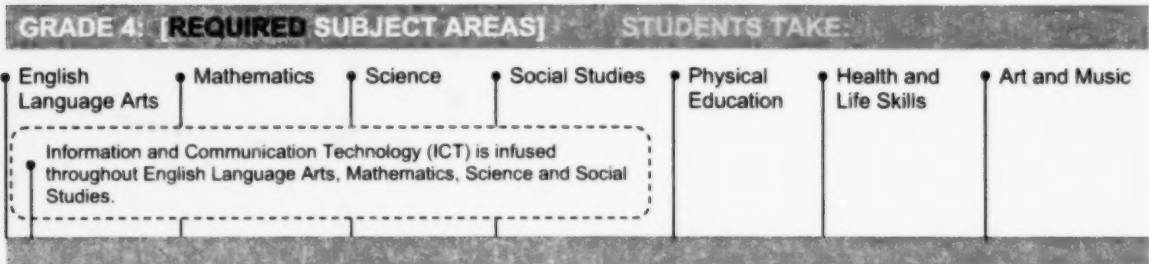 GRADE 4: [REQUIRED SUBJECT AREAS] STUDENTS TAKE:
English
Language Arts
Mathematics
Science
Social Studies
Physical
Education
Health and
Life Skills
Art and Music
Information and Communication Technology (ICT) is infused
throughout English Language Arts, Mathematics, Science and Social
Studies.